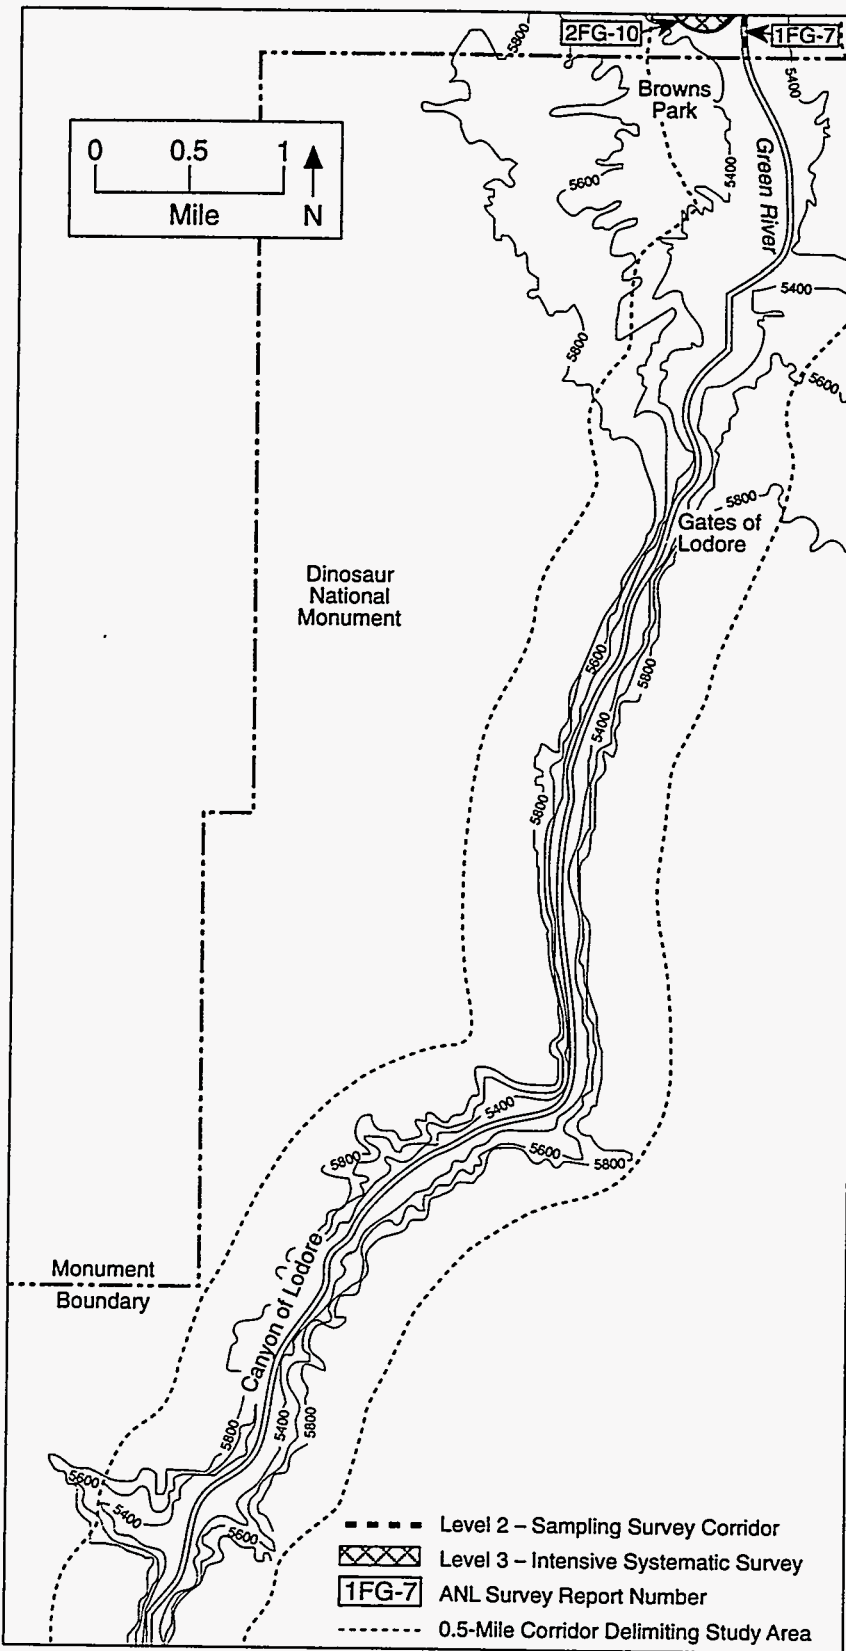 5800
2FG-10
1FG-7
5400
Browns
Park
0 0.5 1
Mile
N
5600
5400
Green River
5400
5800
5600
5800
Gates of
Lodore
Dinosaur
National
Monument
5600
5800
5400
5800
5400
5800
5600
5800
Monument
Boundary
Canyon of Lodore
5800
5400
5800
5600
5400
5600
Level 2 – Sampling Survey Corridor
Level 3 – Intensive Systematic Survey
1FG-7 ANL Survey Report Number
0.5-Mile Corridor Delimiting Study Area